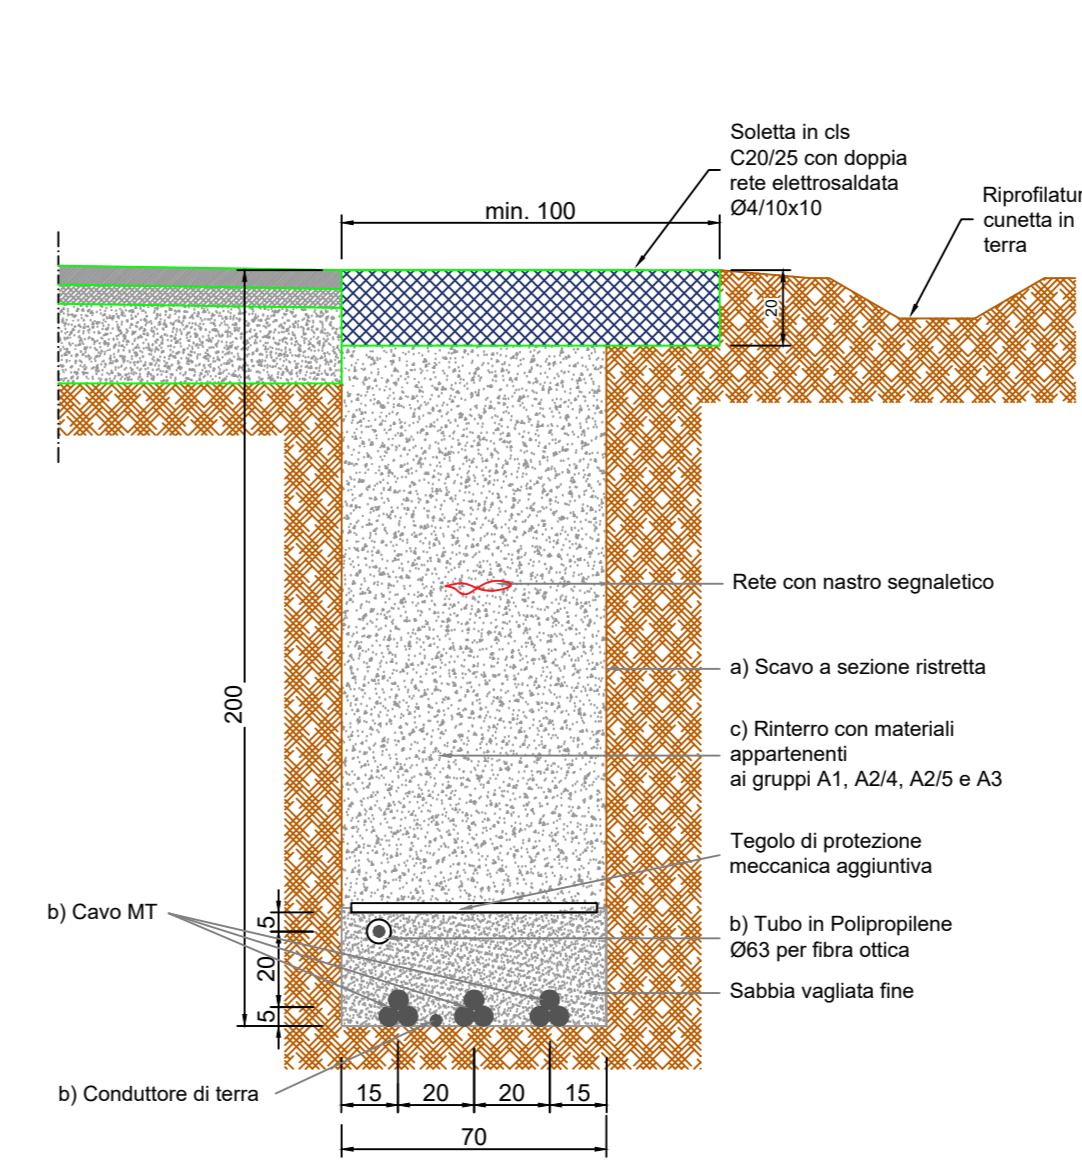 Soletta in cls
C20/25 con doppia
rete elettrosaldata
Ø4/10x10
Riprofilatur
cunetta in
terra
min. 100
20
200
Rete con nastro segnaletico
a) Scavo a sezione ristretta
c) Rinterro con materiali
appartenenti
ai gruppi A1, A2/4, A2/5 e A3
Tegolo di protezione
meccanica aggiuntiva
b) Cavo MT
5
20
5
b) Tubo in Polipropilene
Ø63 per fibra ottica
Sabbia vagliata fine
b) Conduttore di terra
15 20 20 15
70